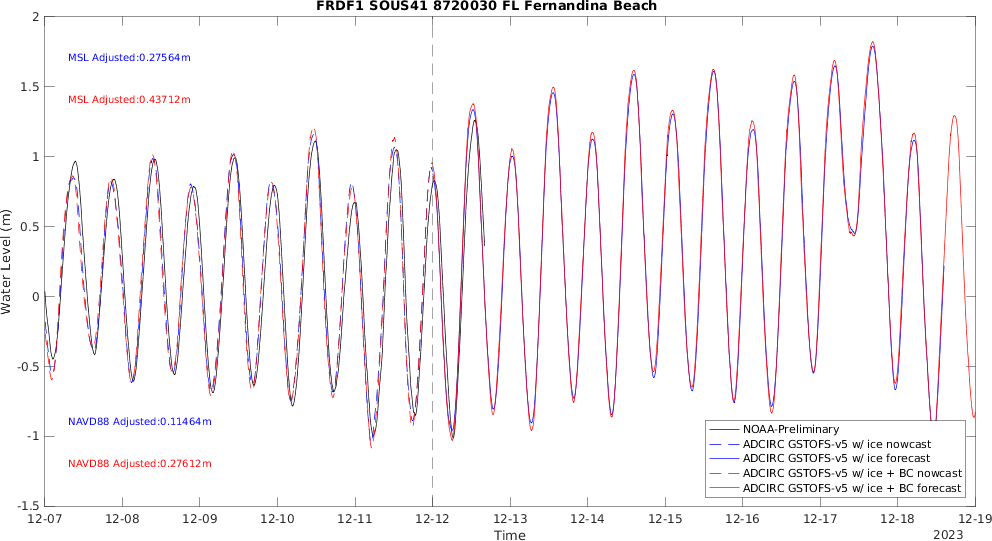 FRDF1 SOUS41 8720030 FL Fernandina Beach
2
1.5
1
0.5
0
-0.5
-1
-1.5
Water Level (m)
MSL Adjusted:0.27564m
MSL Adjusted:0.43712m
NAVD88 Adjusted:0.11464m
NAVD88 Adjusted:0.27612m
NOAA-Preliminary
ADCIRC GSTOFS-v5 w/ ice nowcast
ADCIRC GSTOFS-v5 w/ ice forecast
ADCIRC GSTOFS-v5 w/ ice + BC nowcast
ADCIRC GSTOFS-v5 w/ ice + BC forecast
12-07 12-08 12-09 12-10 12-11 12-12 12-13 12-14 12-15 12-16 12-17 12-18 12-19
Time
2023